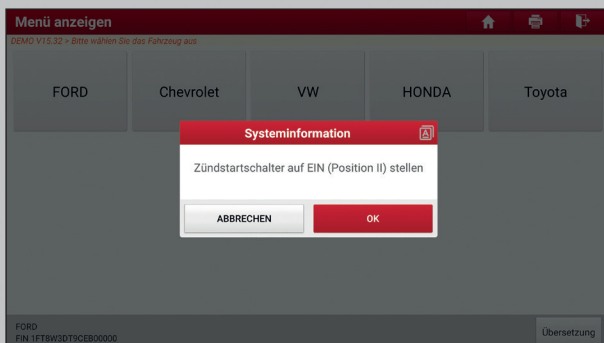 Menü anzeigen
DEMO V15.32 > Bitte wählen Sie das Fahrzeug aus
FORD
Chevrolet
VW
HONDA
Toyota
Systeminformation
Zündstartschalter auf EIN (Position II) stellen
ABBRECHEN
OK
FORD
FIN 1FT8W3DT9CEB00000
Übersetzung